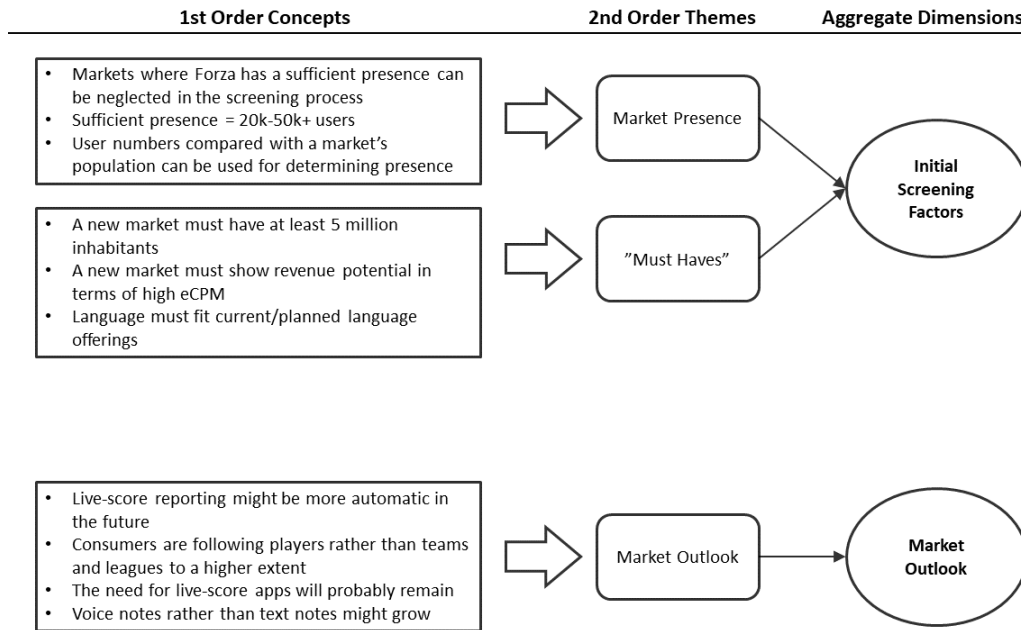 1st Order Concepts
2nd Order Themes
Aggregate Dimensions
• Markets where Forza has a sufficient presence can
be neglected in the screening process
• Sufficient presence = 20k-50k+ users
• User numbers compared with a market's
population can be used for determining presence
Market Presence
Initial
Screening
Factors
• A new market must have at least 5 million
inhabitants
• A new market must show revenue potential in
terms of high eCPM
• Language must fit current/planned language
offerings
”Must Haves”
• Live-score reporting might be more automatic in
the future
• Consumers are following players rather than teams
and leagues to a higher extent
• The need for live-score apps will probably remain
• Voice notes rather than text notes might grow
Market Outlook
Market
Outlook